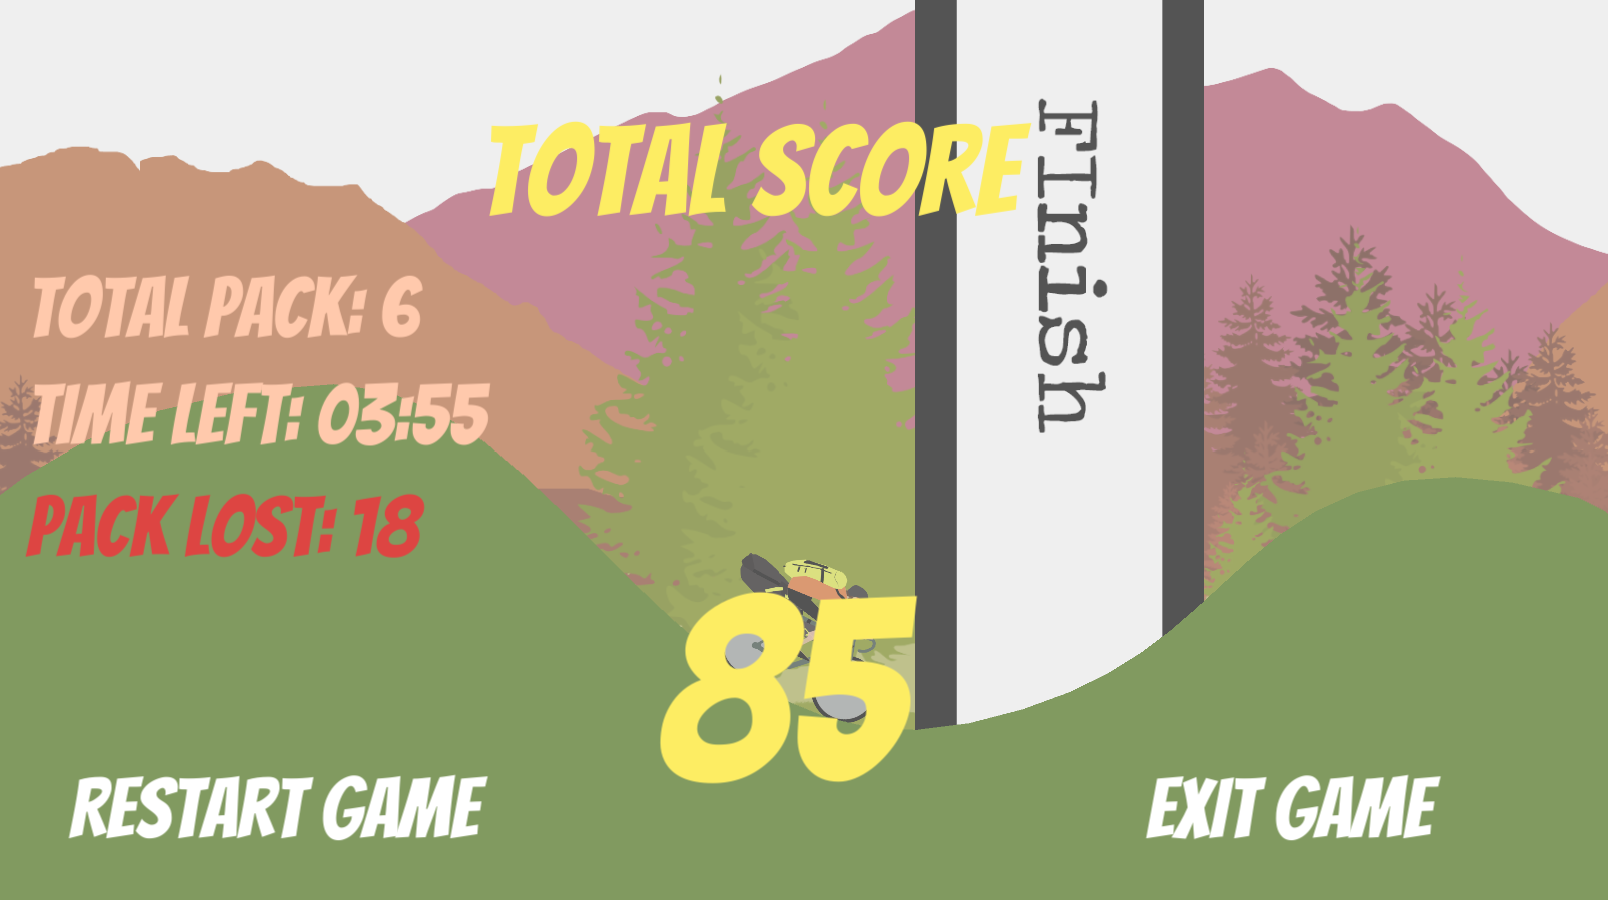 TOTAL SCORE
FInish
TOTAL PACK: 6
TIME LEFT: 03:55
PACK LOST: 18
85
RESTART GAME
EXIT GAME